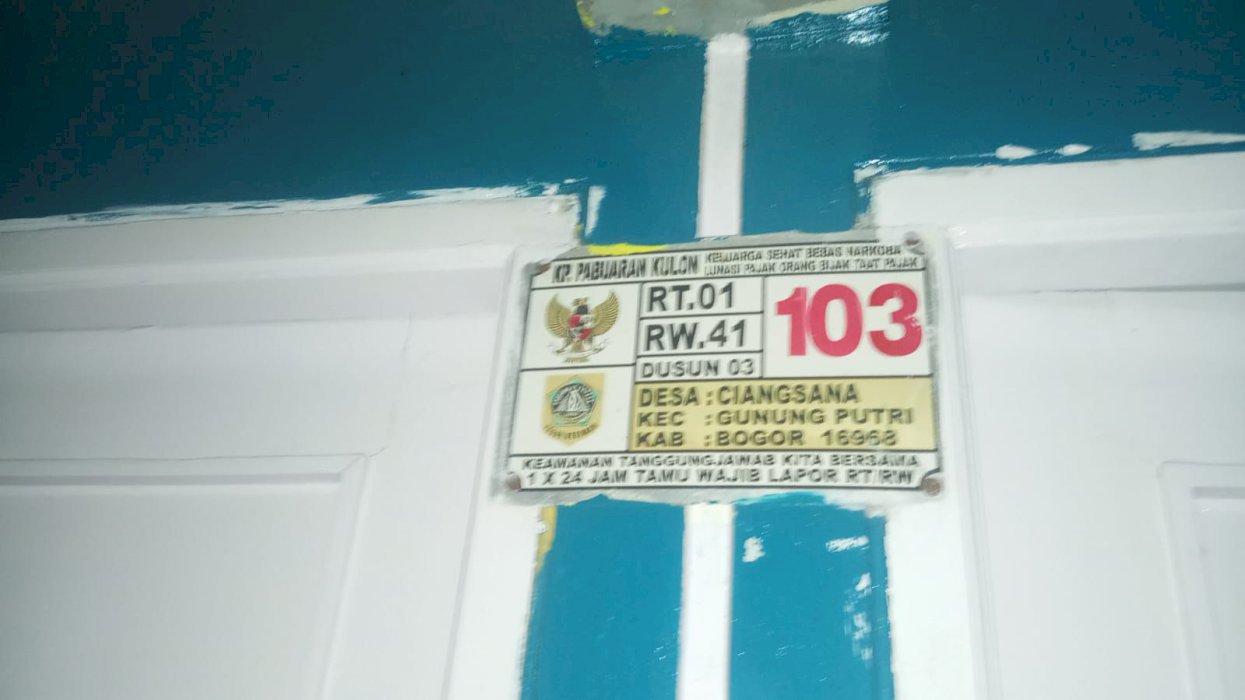 KP. PABUARAN KULON
KELUARGA SEHAT BEBAS NARKOBA
LUNASI PAJAK ORANG BIJAK TAAT PAJAK
RT.01
RW.41
DUSUN 03
103
DESA : CIANGSANA
KEC : GUNUNG PUTRI
KAB : BOGOR 16968
KEAMANAM TANGGUNGJAWAB KITA BERSAMA
1 X 24 JAM TAMU WAJIB LAPOR RT/RW